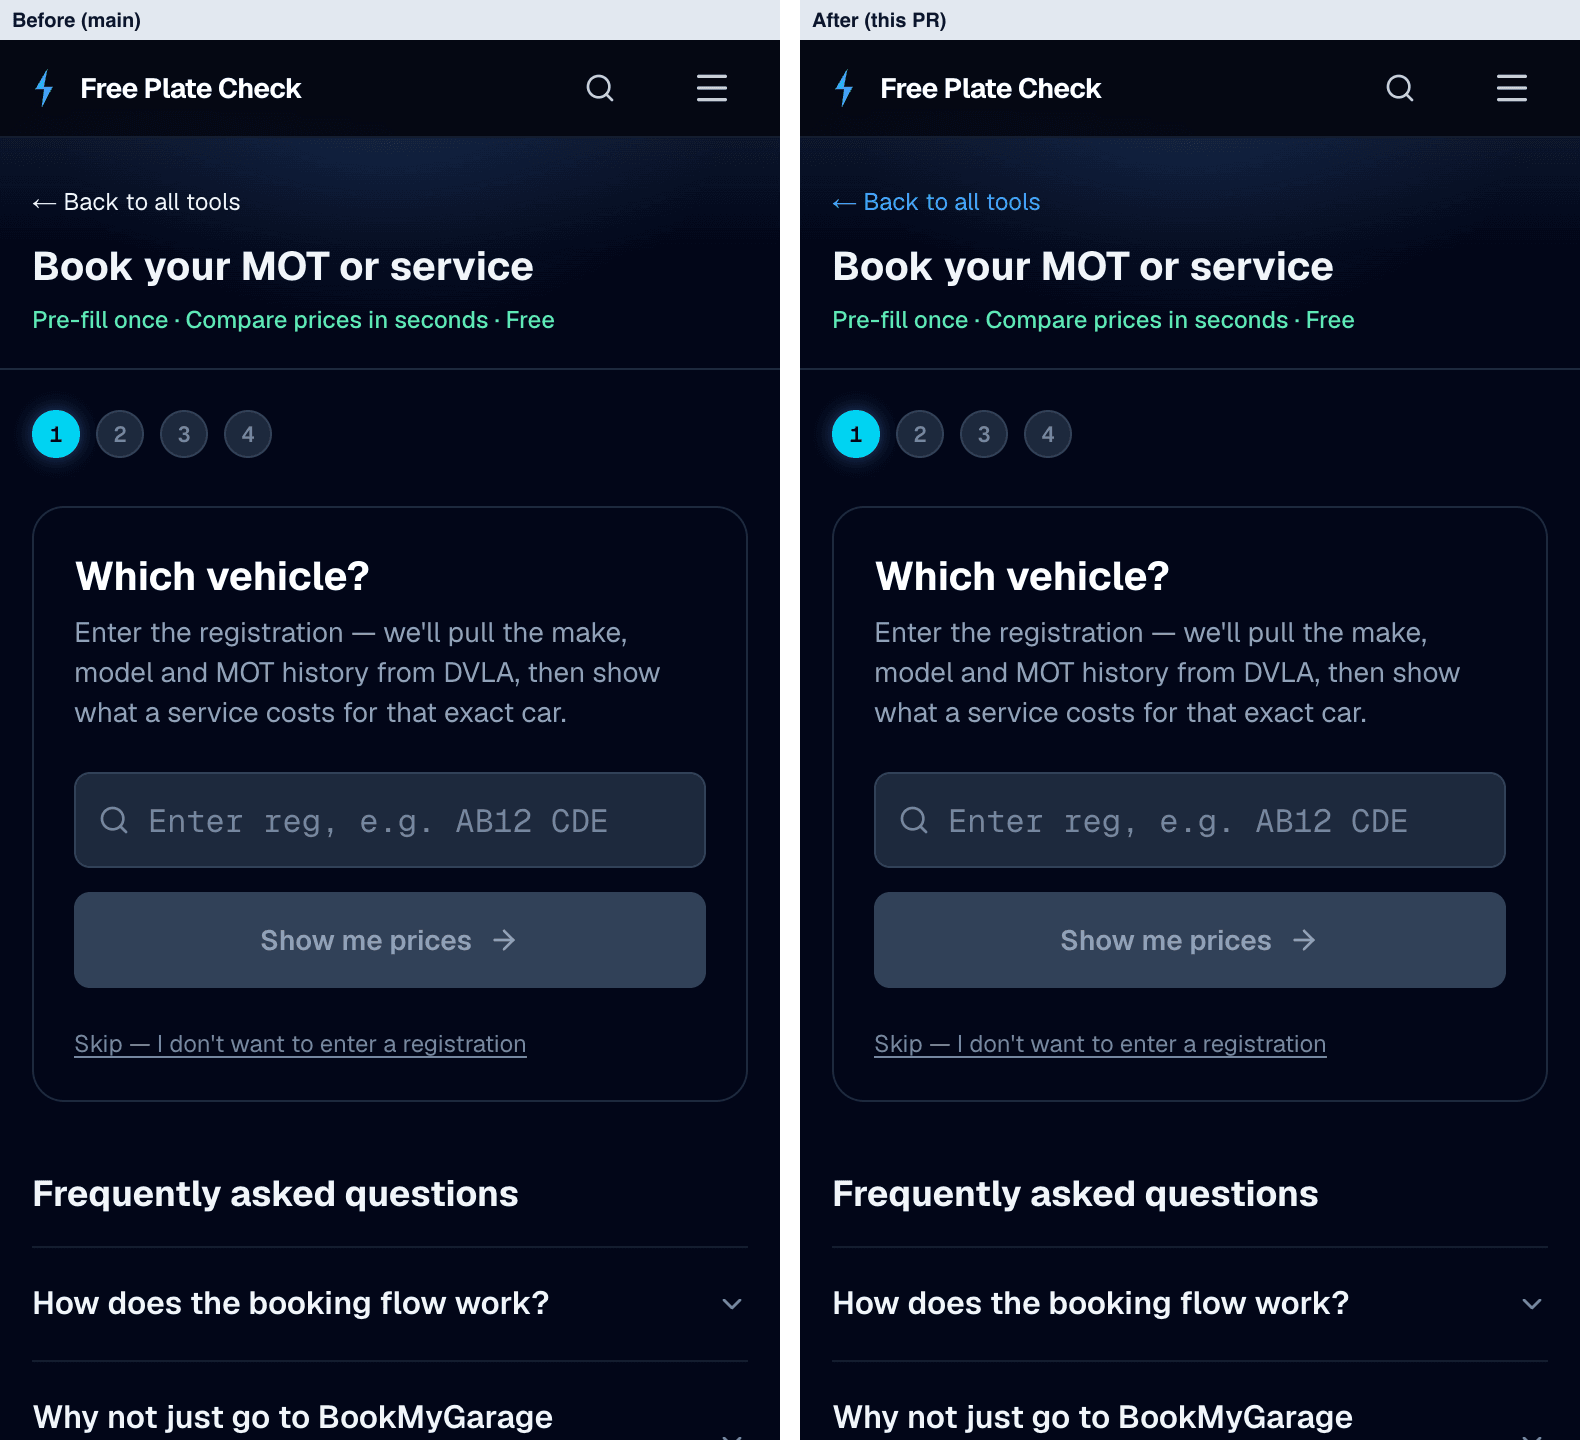 Before (main)
Free Plate Check
← Back to all tools
Book your MOT or service
Pre-fill once · Compare prices in seconds · Free
1 2 3 4
Which vehicle?
Enter the registration — we'll pull the make,
model and MOT history from DVLA, then show
what a service costs for that exact car.
Enter reg, e.g. AB12 CDE
Show me prices →
Skip — I don't want to enter a registration
Frequently asked questions
How does the booking flow work?
Why not just go to BookMyGarage
After (this PR)
Free Plate Check
← Back to all tools
Book your MOT or service
Pre-fill once · Compare prices in seconds · Free
1 2 3 4
Which vehicle?
Enter the registration — we'll pull the make,
model and MOT history from DVLA, then show
what a service costs for that exact car.
Enter reg, e.g. AB12 CDE
Show me prices →
Skip — I don't want to enter a registration
Frequently asked questions
How does the booking flow work?
Why not just go to BookMyGarage